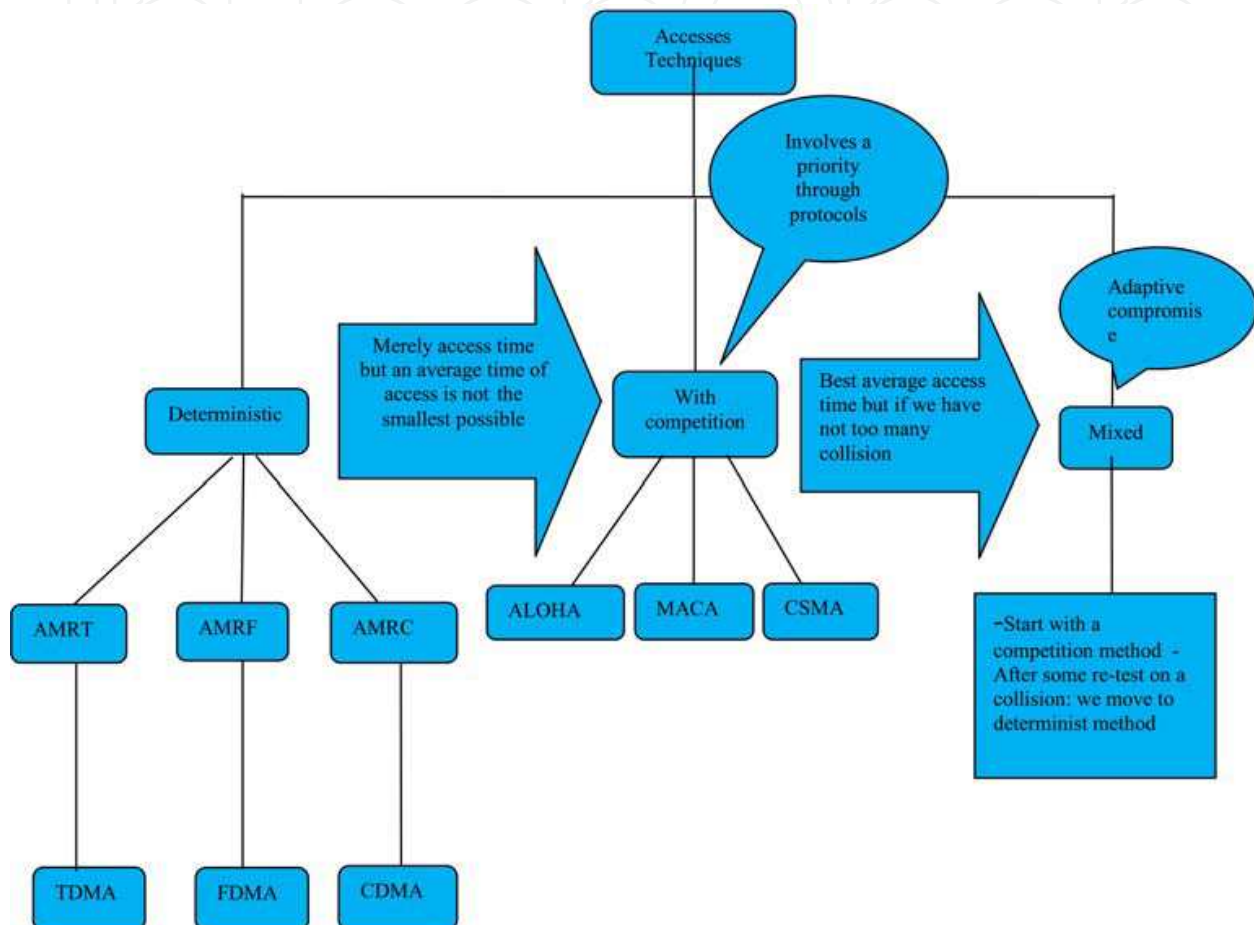 Accesses
Techniques
Involves a
priority
through
protocols
Adaptive
compromis
e
Merely access time
but an average time of
access is not the
smallest possible
Deterministic
With
competition
Best average access
time but if we have
not too many
collision
Mixed
AMRT
AMRF
AMRC
ALOHA
MACA
CSMA
-Start with a
competition method -
After some re-test on a
collision: we move to
determinist method
TDMA
FDMA
CDMA